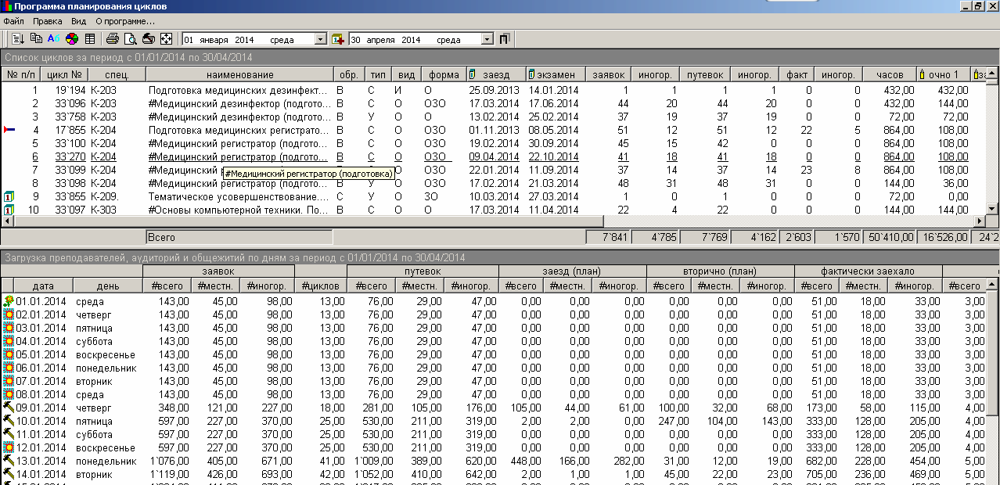 Программа планирования циклов
Файл Правка Вид О программе...
01 января 2014 среда 30 апреля 2014 среда
Список циклов за период с 01/01/2014 по 30/04/2014
№ п/п цикл № спец. наименование обр. тип вид форма заезд экзамен заявок иногор. путевок иногор. факт иногор. часов очно 1
1 19`194 К-203 Подготовка медицинских дезинфект... В С И О 25.09.2013 14.01.2014 1 1 1 1 0 0 432,00 432,00
2 33`096 К-203 #Медицинский дезинфектор (подгото... В С О ОЗО 17.03.2014 17.06.2014 44 20 44 20 0 0 432,00 144,00
3 33`758 К-203 #Медицинский дезинфектор (подгото... В У О О 13.02.2014 25.02.2014 37 19 37 19 0 0 72,00 72,00
4 17`855 К-204 Подготовка медицинских регистрато... В С О ОЗО 01.11.2013 08.05.2014 51 12 51 12 22 5 864,00 108,00
5 33`100 К-204 #Медицинский регистратор (подгото... В С О ОЗО 19.02.2014 30.09.2014 45 15 42 0 0 864,00 108,00
6 33`270 К-204 #Медицинский регистратор (подгото... В С О ОЗО 09.04.2014 22.10.2014 41 18 41 18 0 0 864,00 108,00
7 33`099 К-204 #Медицинский О ОЗО 22.01.2014 11.09.2014 37 14 37 14 23 8 864,00 108,00
#Медицинский регистратор (подготовка)
8 33`098 К-204 #Медицинский регистратор (подгото... В У О ОЗО 17.02.2014 21.03.2014 48 31 48 31 0 0 144,00 36,00
9 33`855 К-209. Тематическое усовершенствование.... С У О ЗО 10.03.2014 27.03.2014 1 0 1 0 0 72,00 0,00
10 33`097 К-303 #Основы компьютерной техники. По... В С О О 17.03.2014 11.04.2014 22 4 22 0 0 144,00 144,00
Всего 7`841 4`785 7`769 4`162 2`603 1`570 50`410,00 16`526,00 24`2
Загрузка преподавателей, аудиторий и общежитий по дням за период с 01/01/2014 по 30/04/2014
заявок путевок заезд (план) вторично (план) фактически заехало
дата день #всего #местн. #иногор. #циклов #всего #местн. #иногор. #всего #местн. #иногор. #всего #местн. #иногор. #всего #местн. #иногор. #всего
01.01.2014 среда 143,00 45,00 98,00 13,00 76,00 29,00 47,00 0,00 0,00 0,00 0,00 0,00 0,00 51,00 18,00 33,00 3,00
02.01.2014 четверг 143,00 45,00 98,00 13,00 76,00 29,00 47,00 0,00 0,00 0,00 0,00 0,00 0,00 51,00 18,00 33,00 3,00
03.01.2014 пятница 143,00 45,00 98,00 13,00 76,00 29,00 47,00 0,00 0,00 0,00 0,00 0,00 0,00 51,00 18,00 33,00 3,00
04.01.2014 суббота 143,00 45,00 98,00 13,00 76,00 29,00 47,00 0,00 0,00 0,00 0,00 0,00 0,00 51,00 18,00 33,00 3,00
05.01.2014 воскресенье 143,00 45,00 98,00 13,00 76,00 29,00 47,00 0,00 0,00 0,00 0,00 0,00 0,00 51,00 18,00 33,00 3,00
06.01.2014 понедельник 143,00 45,00 98,00 13,00 76,00 29,00 47,00 0,00 0,00 0,00 0,00 0,00 0,00 51,00 18,00 33,00 3,00
07.01.2014 вторник 143,00 45,00 98,00 13,00 76,00 29,00 47,00 0,00 0,00 0,00 0,00 0,00 0,00 51,00 18,00 33,00 3,00
08.01.2014 среда 143,00 45,00 98,00 13,00 76,00 29,00 47,00 0,00 0,00 0,00 0,00 0,00 0,00 51,00 18,00 33,00 3,00
09.01.2014 четверг 348,00 121,00 227,00 18,00 281,00 105,00 176,00 105,00 44,00 61,00 100,00 32,00 68,00 173,00 58,00 115,00 4,00
10.01.2014 пятница 597,00 227,00 370,00 25,00 530,00 211,00 319,00 2,00 2,00 0,00 247,00 104,00 143,00 333,00 128,00 205,00 4,00
11.01.2014 суббота 597,00 227,00 370,00 25,00 530,00 211,00 319,00 0,00 0,00 0,00 0,00 0,00 0,00 333,00 128,00 205,00 4,00
12.01.2014 воскресенье 597,00 227,00 370,00 25,00 530,00 211,00 319,00 0,00 0,00 0,00 0,00 0,00 0,00 333,00 128,00 205,00 4,00
13.01.2014 понедельник 1`076,00 405,00 671,00 41,00 1`009,00 389,00 620,00 448,00 166,00 282,00 31,00 12,00 19,00 682,00 228,00 454,00 5,00
14.01.2014 вторник 1`119,00 426,00 693,00 42,00 1`052,00 410,00 642,00 2,00 1,00 1,00 45,00 22,00 23,00 705,00 236,00 469,00 5,00